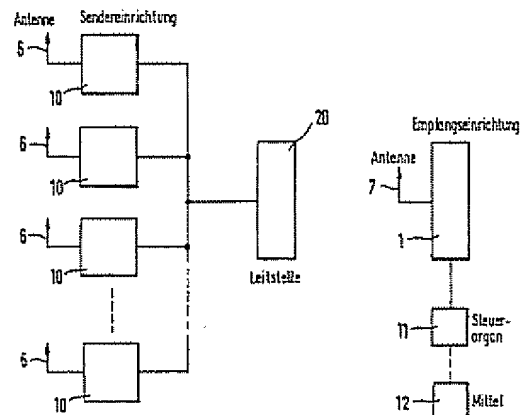 Antenne Sendereinrichtung
6
10
6
10
6
10
6
10
20
Leitstelle
Empfangseinrichtung
Antenne
7
1
11 Steuer-
organ
12 Mittel